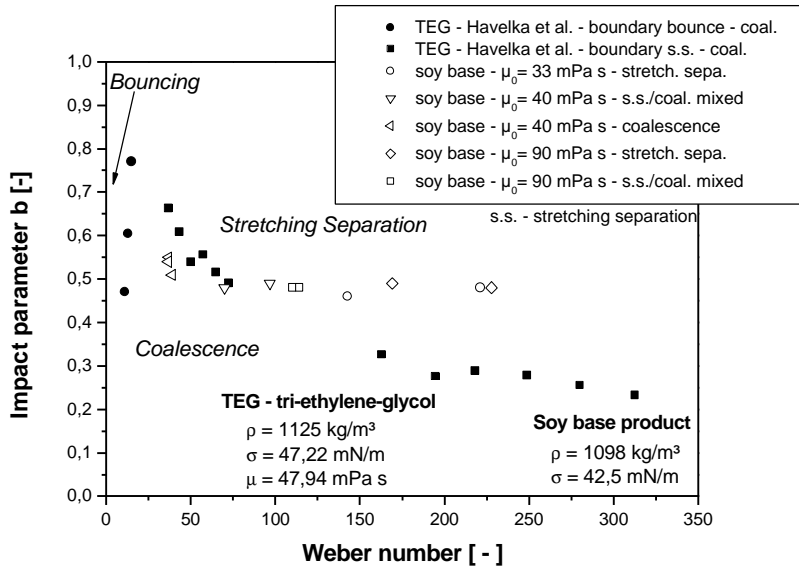 TEG - Havelka et al. - boundary bounce - coal.
TEG - Havelka et al. - boundary s.s. - coal.
soy base - μ0= 33 mPa s - stretch. sepa.
soy base - μ0= 40 mPa s - s.s./coal. mixed
soy base - μ0= 40 mPa s - coalescence
soy base - μ0= 90 mPa s - stretch. sepa.
soy base - μ0= 90 mPa s - s.s./coal. mixed
s.s. - stretching separation
1,0
0,9
0,8
0,7
0,6
0,5
0,4
0,3
0,2
0,1
0,0
Impact parameter b [-]
Bouncing
Stretching Separation
Coalescence
TEG - tri-ethylene-glycol
ρ = 1125 kg/m³
σ = 47,22 mN/m
μ = 47,94 mPa s
Soy base product
ρ = 1098 kg/m³
σ = 42,5 mN/m
0 50 100 150 200 250 300 350
Weber number [ - ]